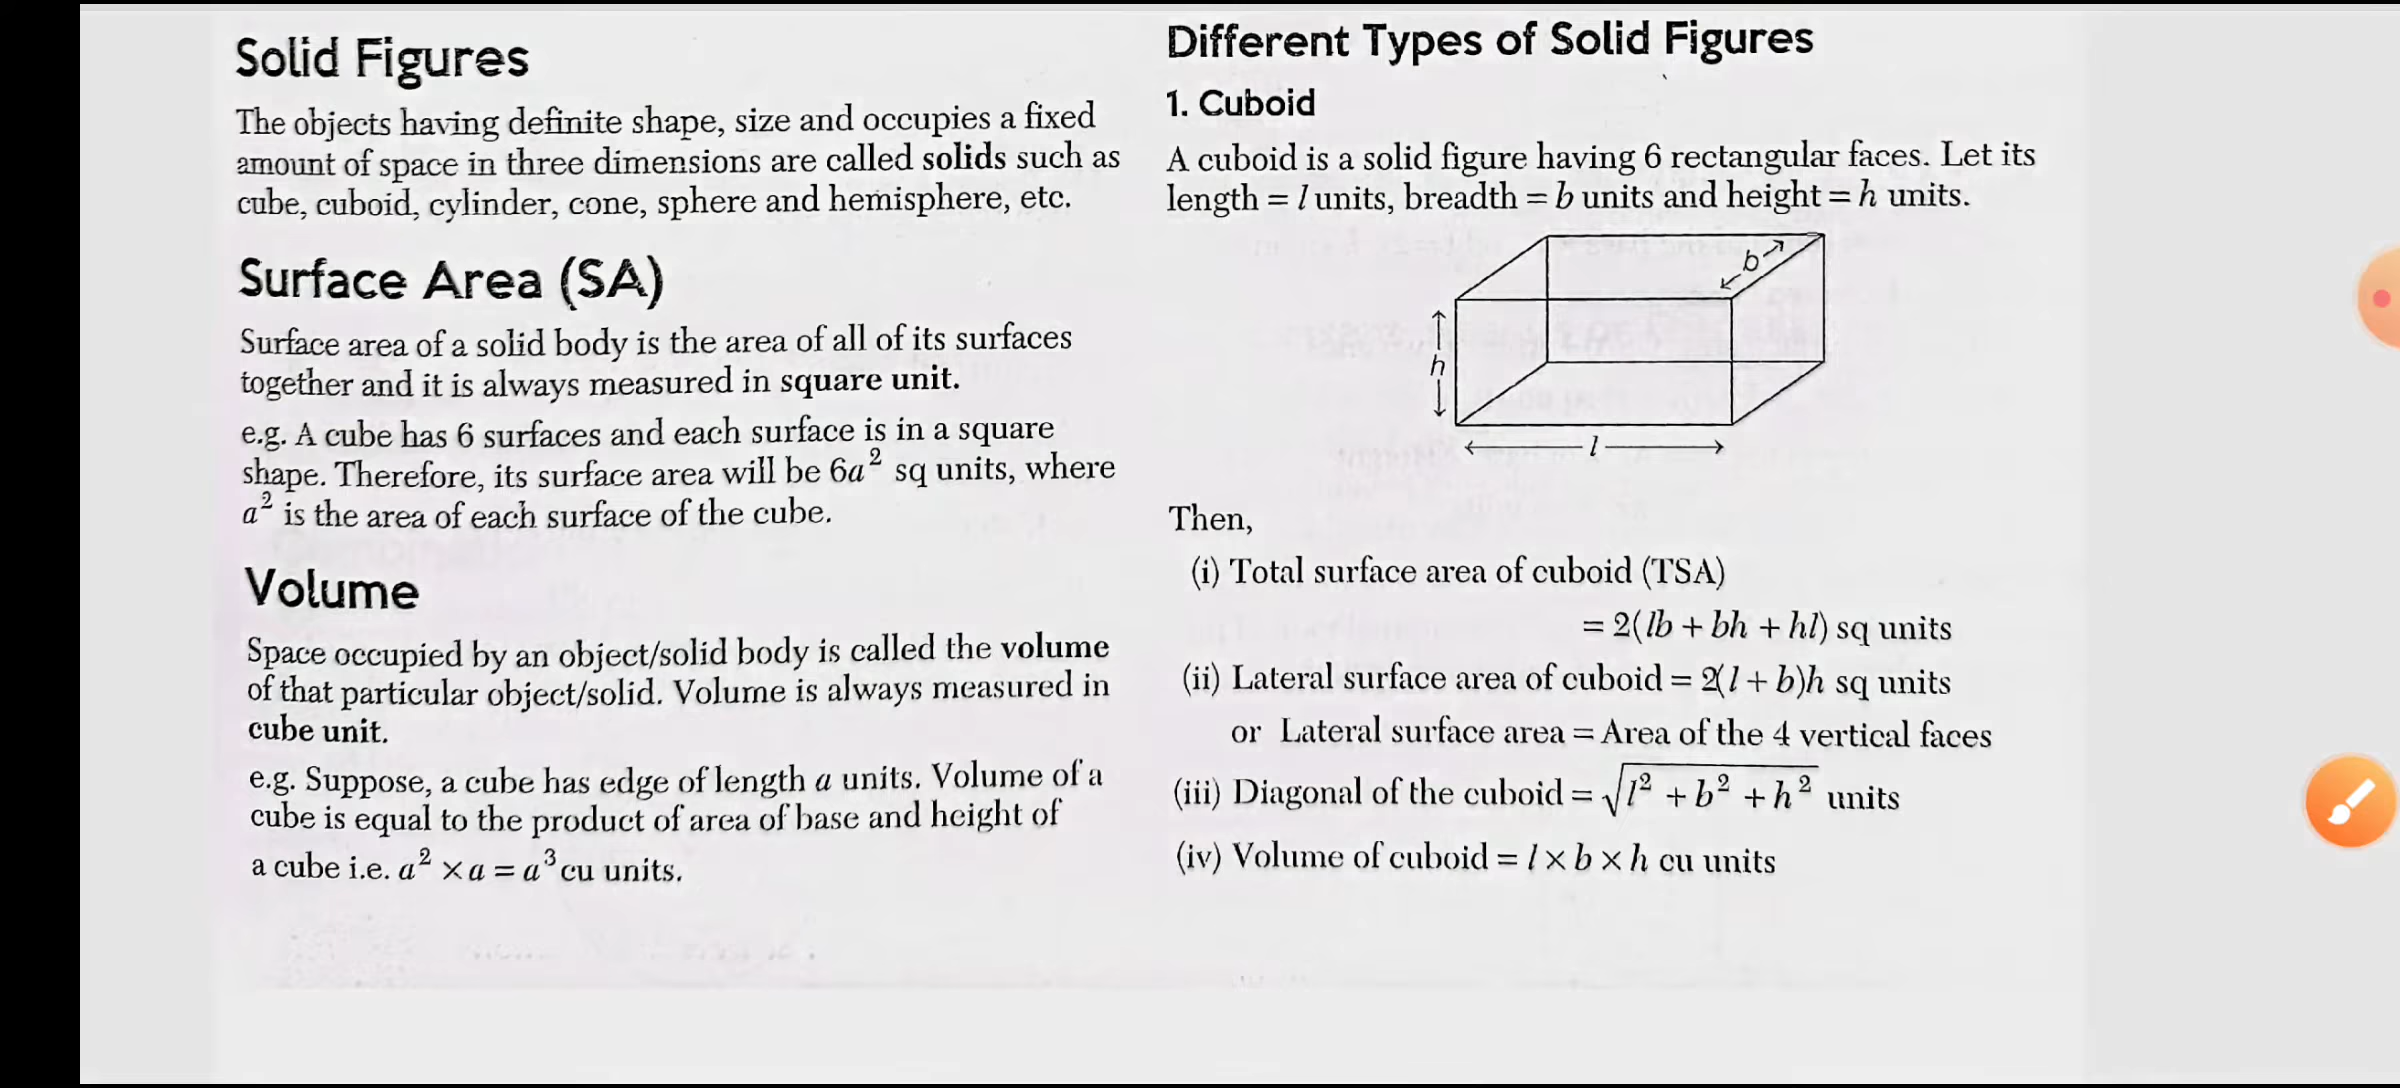 Solid Figures
The objects having definite shape, size and occupies a fixed
amount of space in three dimensions are called solids such as
cube, cuboid, cylinder, cone, sphere and hemisphere, etc.
Surface Area (SA)
Surface area of a solid body is the area of all of its surfaces
together and it is always measured in square unit.
e.g. A cube has 6 surfaces and each surface is in a square
shape. Therefore, its surface area will be 6a² sq units, where
a² is the area of each surface of the cube.
Volume
Space occupied by an object/solid body is called the volume
of that particular object/solid. Volume is always measured in
cube unit.
e.g. Suppose, a cube has edge of length a units. Volume of a
cube is equal to the product of area of base and height of
a cube i.e. a² × a = a³ cu units.
Different Types of Solid Figures
1. Cuboid
A cuboid is a solid figure having 6 rectangular faces. Let its
length = l units, breadth = b units and height = h units.
b
h
l
Then,
(i) Total surface area of cuboid (TSA)
= 2(lb + bh + hl) sq units
(ii) Lateral surface area of cuboid = 2(l + b)h sq units
or Lateral surface area = Area of the 4 vertical faces
(iii) Diagonal of the cuboid = √l² + b² + h² units
(iv) Volume of cuboid = l × b × h cu units